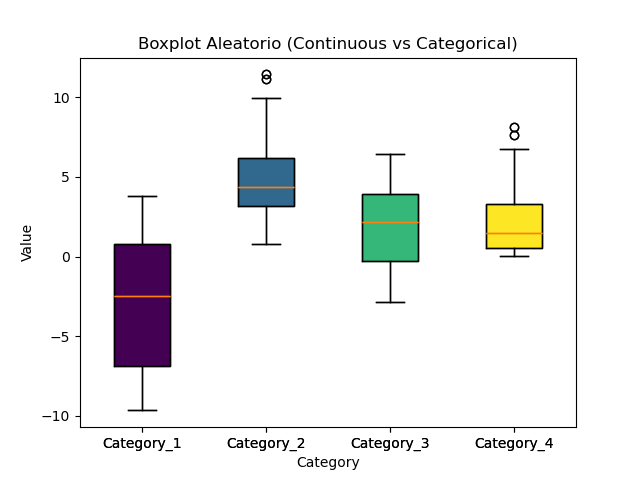 Boxplot Aleatorio (Continuous vs Categorical)
10
5
0
−5
−10
Value
Category_1 Category_2 Category_3 Category_4
Category